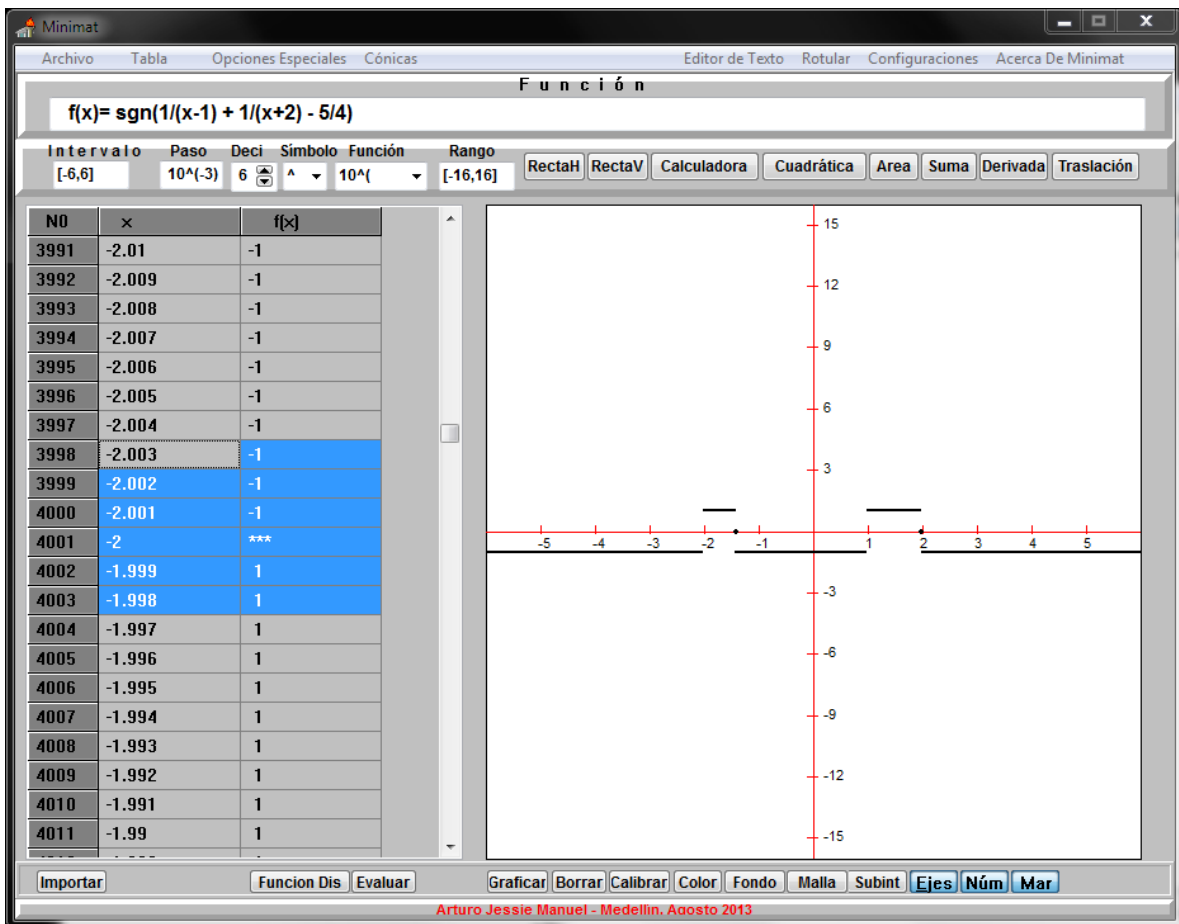 Minimat
Archivo Tabla Opciones Especiales Cónicas Editor de Texto Rotular Configuraciones Acerca De Minimat
Función
f(x)= sgn(1/(x-1) + 1/(x+2) - 5/4)
Intervalo Paso Deci Símbolo Función Rango
[-6,6] 10^(-3) 6 ^ 10^( [-16,16] RectaH RectaV Calculadora Cuadrática Area Suma Derivada Traslación
N0 x f(x)
3991 -2.01 -1
3992 -2.009 -1
3993 -2.008 -1
3994 -2.007 -1
3995 -2.006 -1
3996 -2.005 -1
3997 -2.004 -1
3998 -2.003 -1
3999 -2.002 -1
4000 -2.001 -1
4001 -2 ***
4002 -1.999 1
4003 -1.998 1
4004 -1.997 1
4005 -1.996 1
4006 -1.995 1
4007 -1.994 1
4008 -1.993 1
4009 -1.992 1
4010 -1.991 1
4011 -1.99 1
15
12
9
6
3
-5 -4 -3 -2 -1 1 2 3 4 5
-3
-6
-9
-12
-15
Importar Funcion Dis Evaluar Graficar Borrar Calibrar Color Fondo Malla Subint Ejes Núm Mar
Arturo Jessie Manuel - Medellin, Agosto 2013